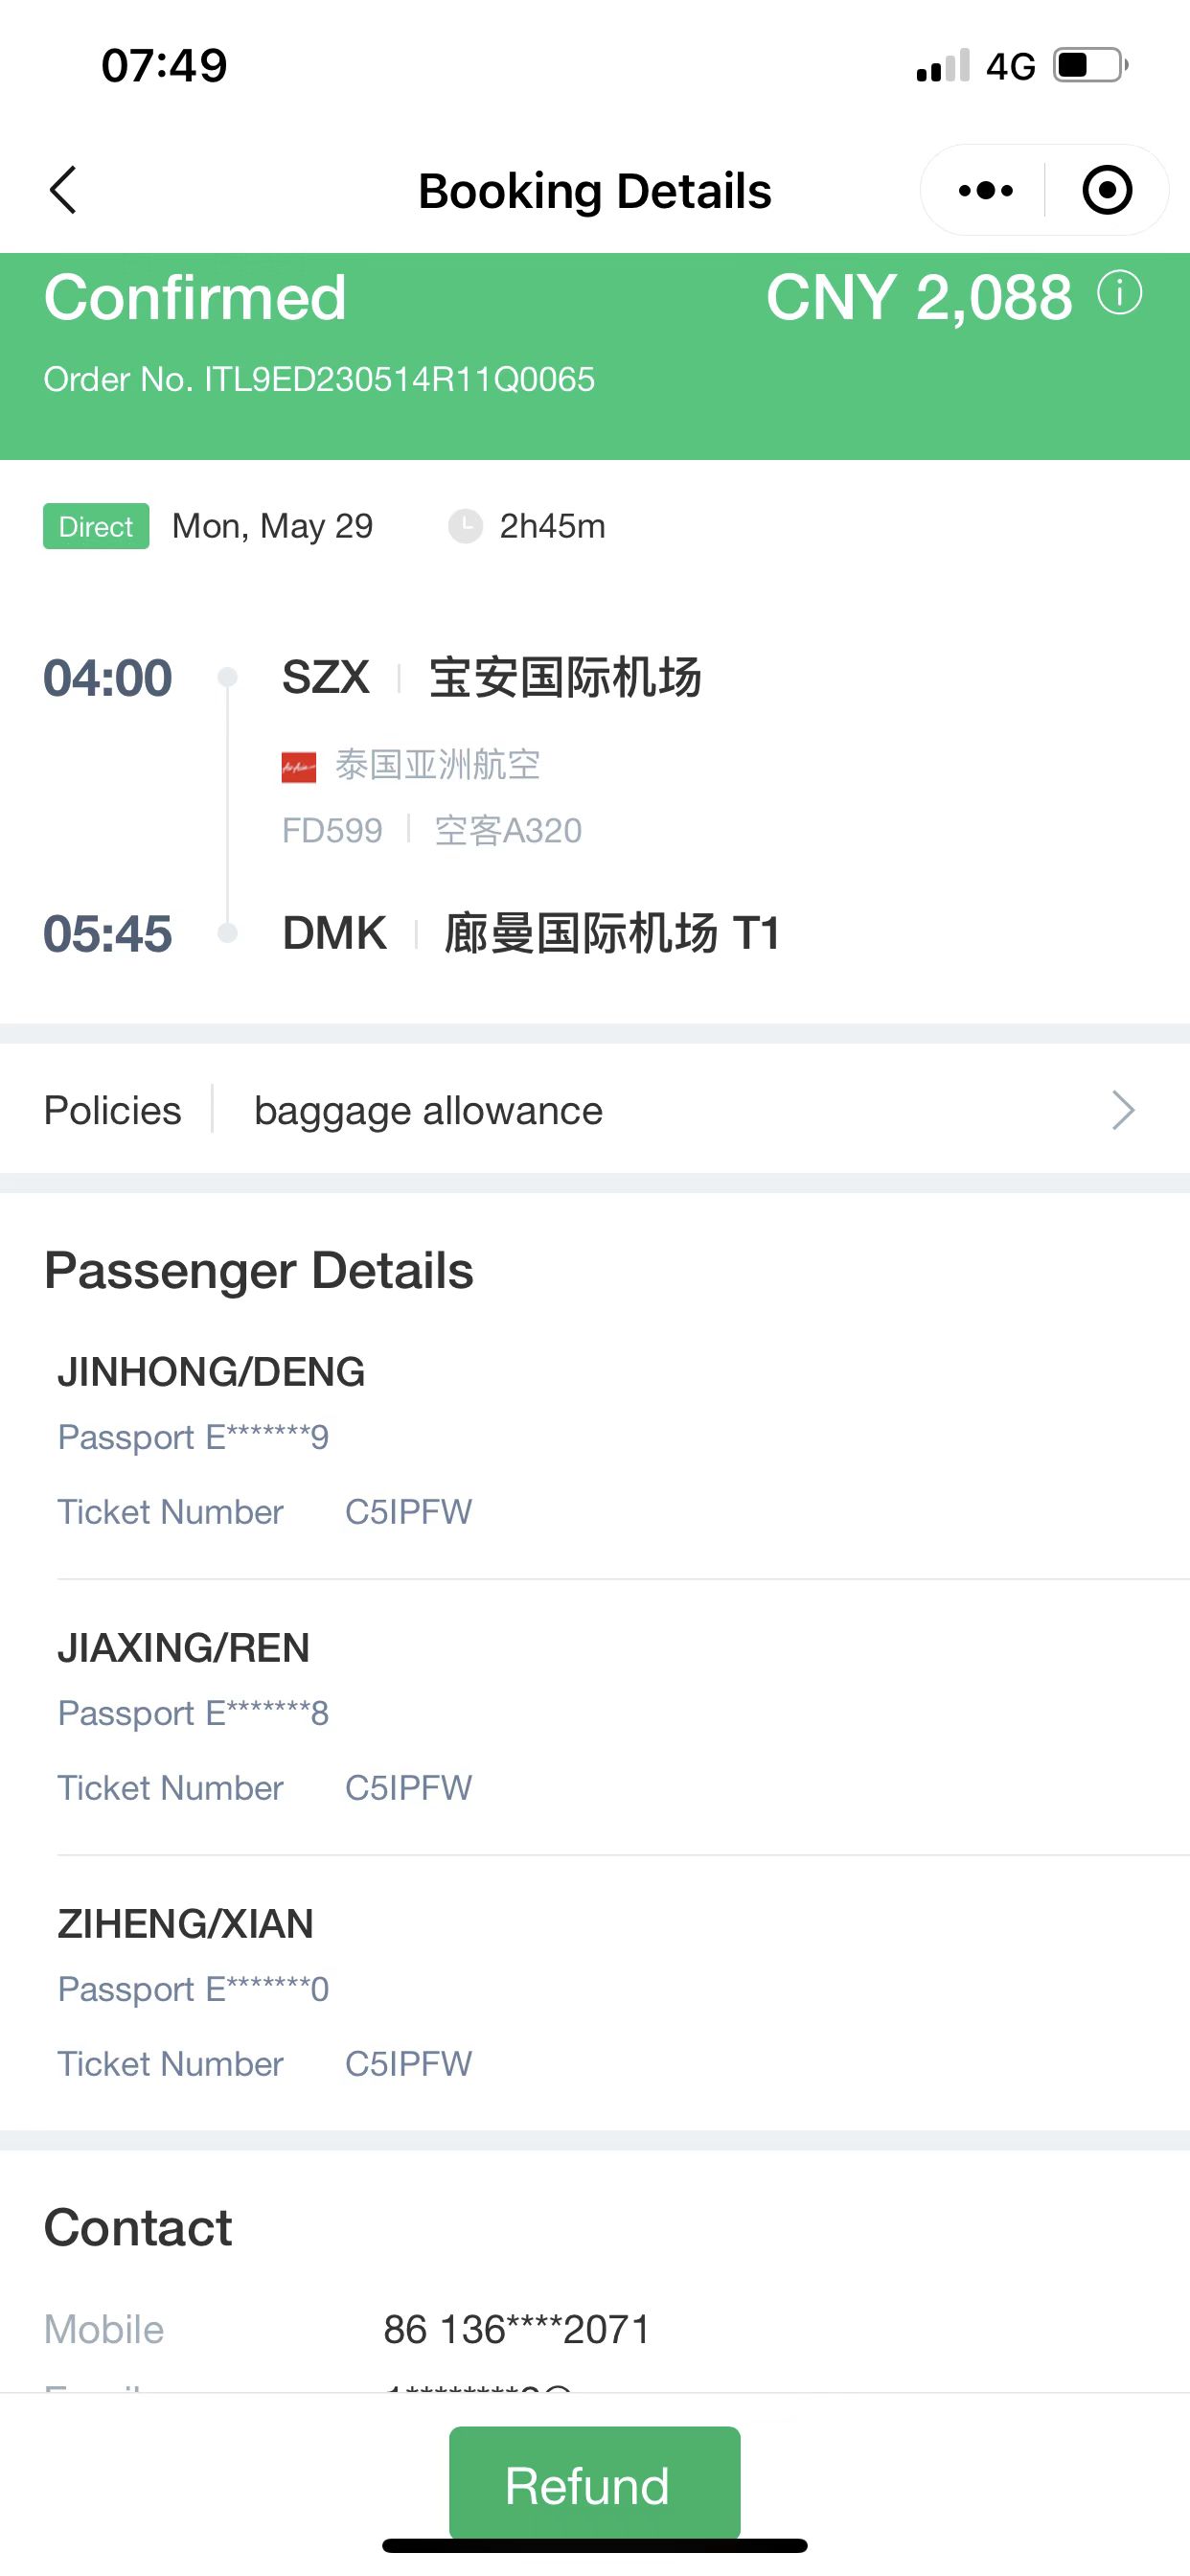 07:49 4G
Booking Details
Confirmed CNY 2,088
Order No. ITL9ED230514R11Q0065
Direct Mon, May 29 2h45m
04:00 SZX 宝安国际机场
AirAsia 泰国亚洲航空
FD599 空客A320
05:45 DMK 廊曼国际机场 T1
Policies baggage allowance
Passenger Details
JINHONG/DENG
Passport E*******9
Ticket Number C5IPFW
JIAXING/REN
Passport E*******8
Ticket Number C5IPFW
ZIHENG/XIAN
Passport E*******0
Ticket Number C5IPFW
Contact
Mobile 86 136****2071
Refund